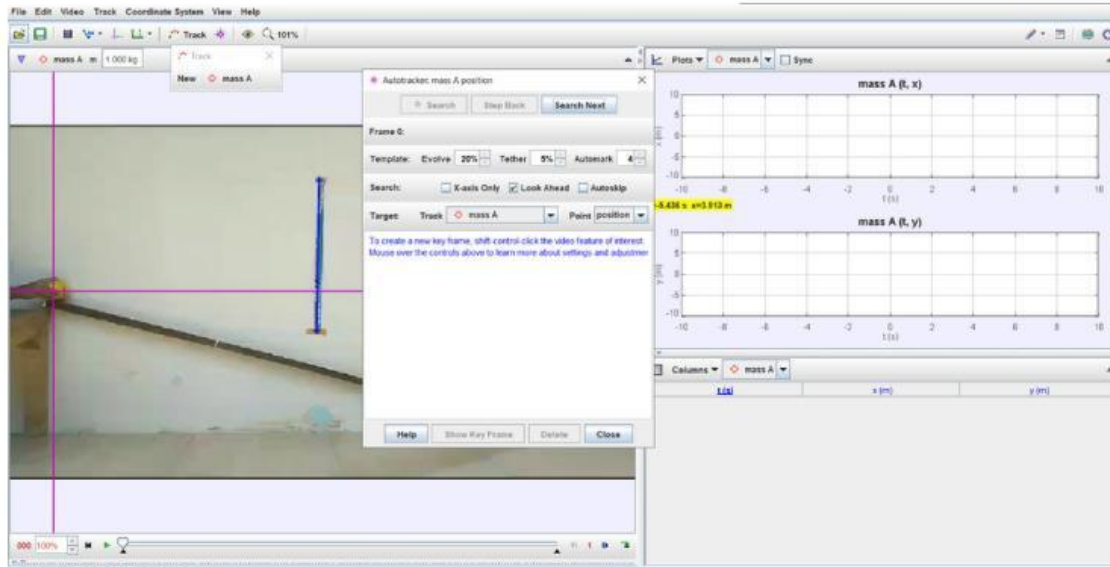 File Edit Video Track Coordinate System View Help
Track 101%
mass A m 1.000 kg
Track
New mass A
Autotracker: mass A position
Search Step Back Search Next
Frame 0:
Template: Evolve 20% Tether 5% Automark 4
Search: X-axis Only Look Ahead Autoskip
Target: Track mass A Point position
To create a new key frame, shift-control-click the video feature of interest.
Mouse over the controls above to learn more about settings and adjustmen
Help Show Key Frame Delete Close
000 100%
1
Plots mass A Sync
mass A (t, x)
10
5
0
-5
-10
x (m)
-10 -8 -6 -4 -2 0 2 4 6 8 10
t (s)
x=3.913 m
mass A (t, y)
10
5
0
-5
-10
y (m)
-10 -8 -6 -4 -2 0 2 4 6 8 10
t (s)
Columns mass A
t (s) x (m) y (m)